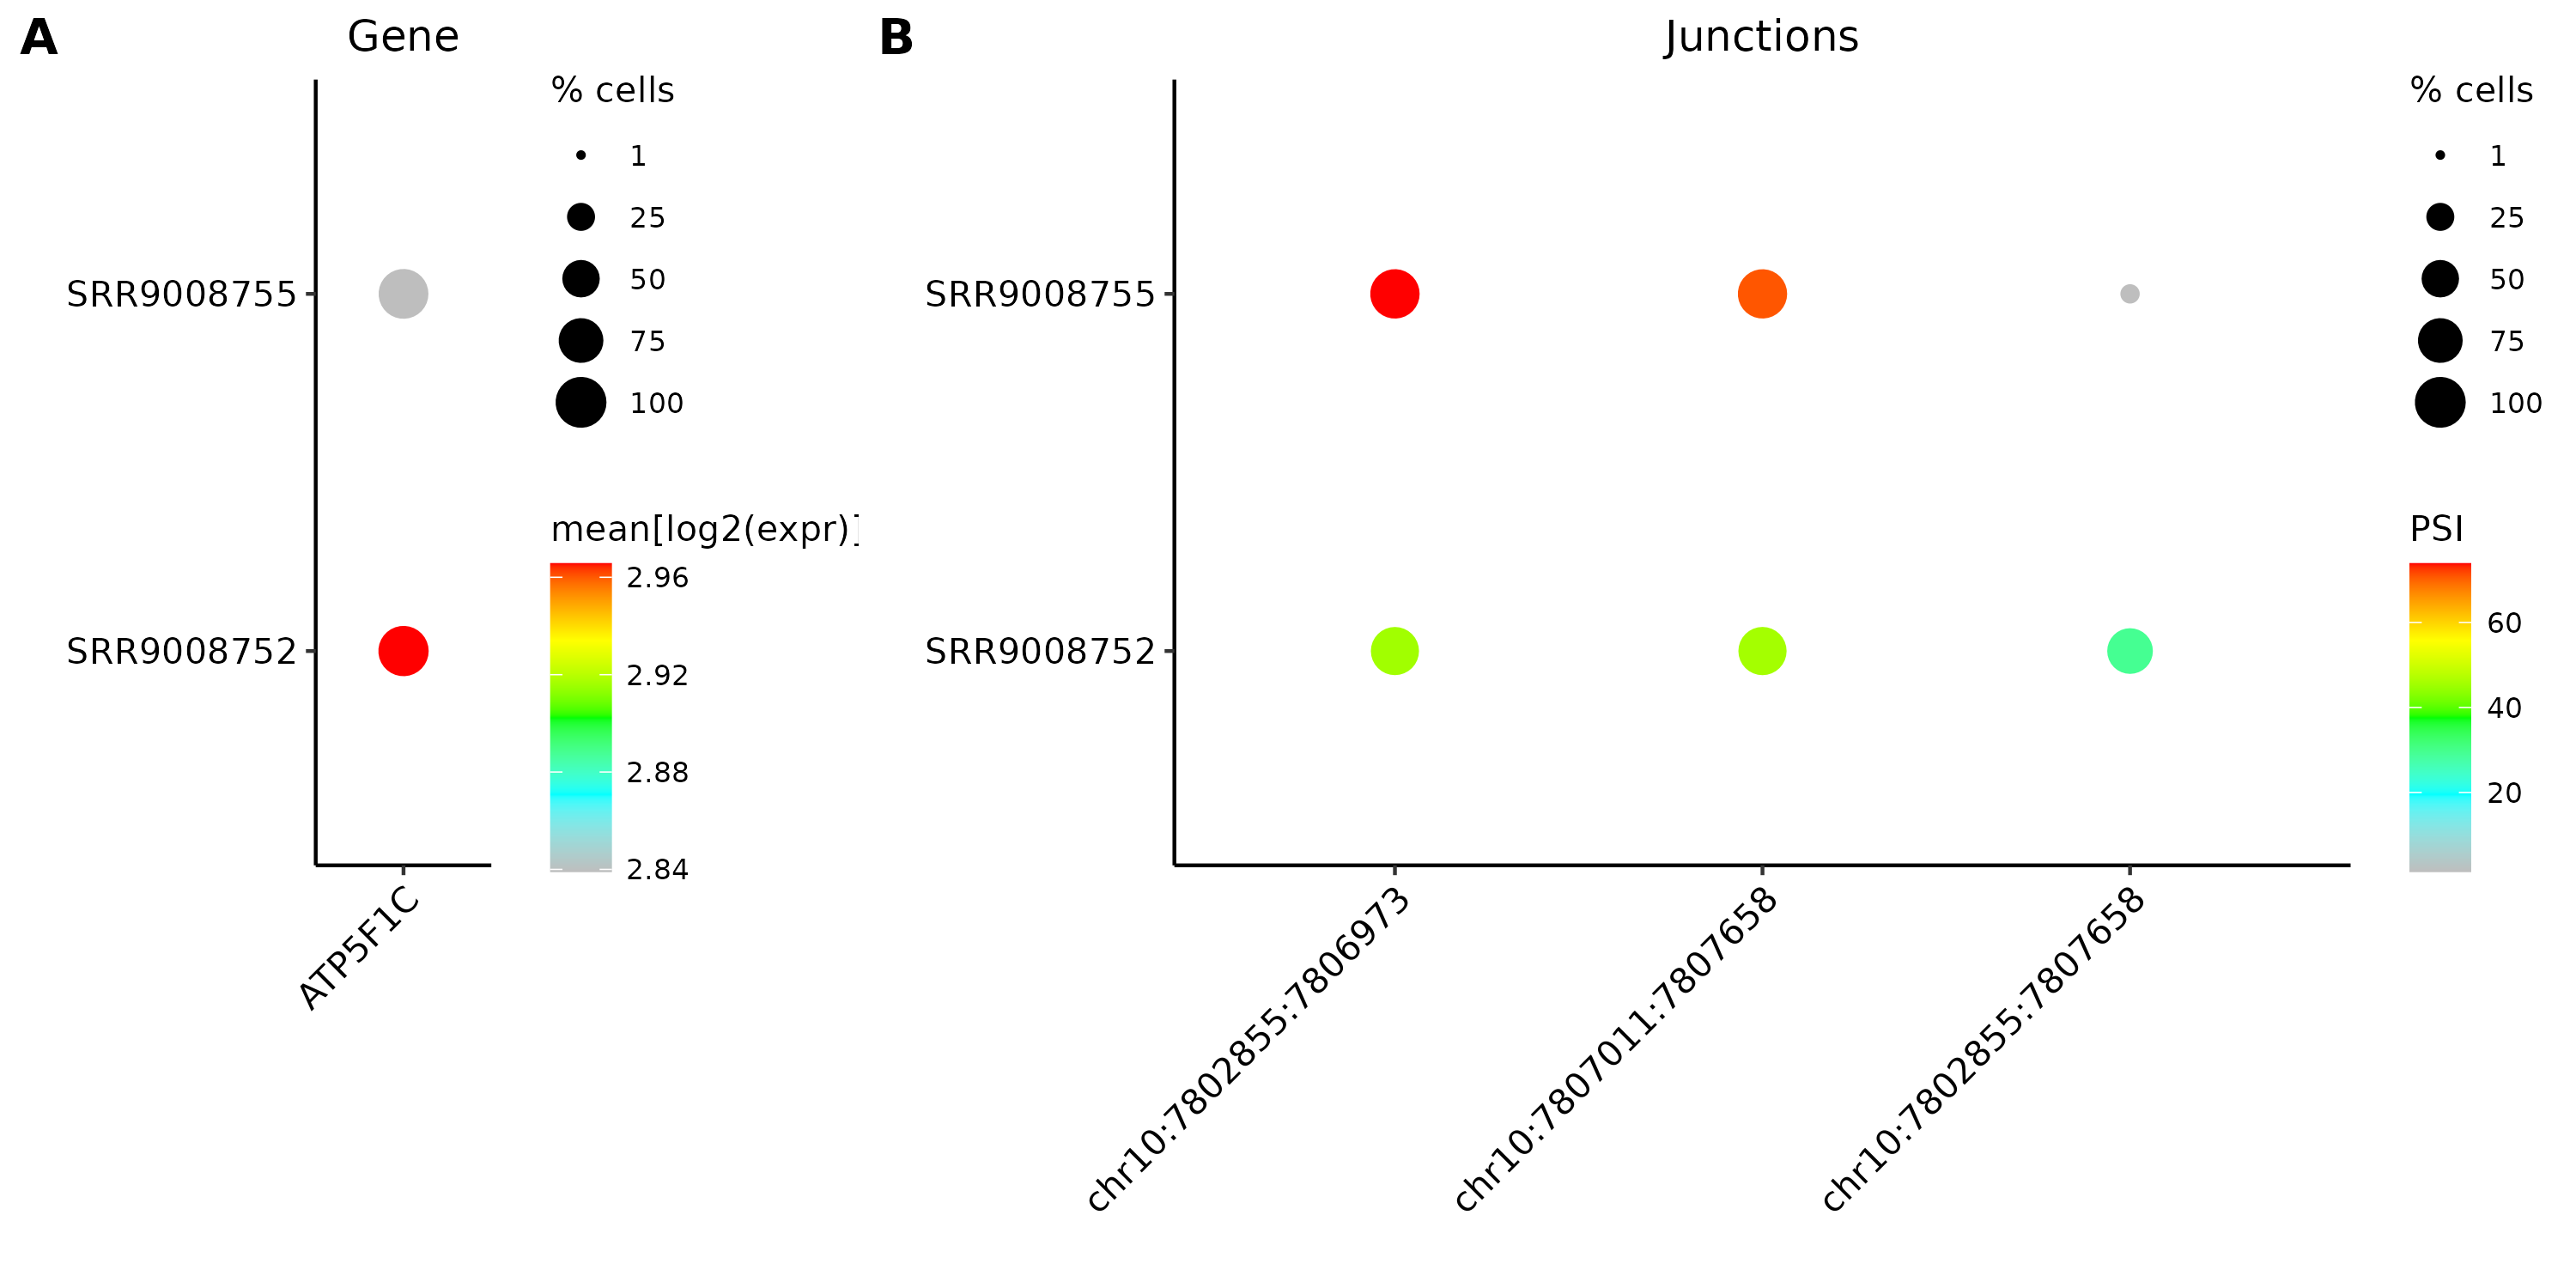 A
Gene
% cells
1
25
50
75
100
mean[log2(expr)]
2.96
2.92
2.88
2.84
SRR9008755
SRR9008752
ATP5F1C
B
Junctions
% cells
1
25
50
75
100
PSI
60
40
20
SRR9008755
SRR9008752
chr10:7802855:7806973
chr10:7807011:7807658
chr10:7802855:7807658